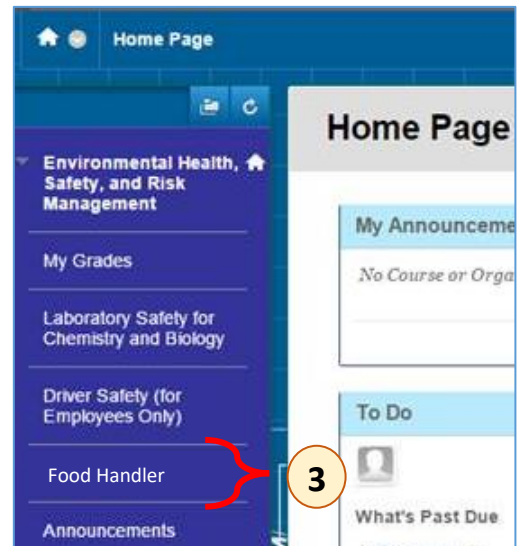 Home Page
Environmental Health,
Safety, and Risk
Management
My Grades
Laboratory Safety for
Chemistry and Biology
Driver Safety (for
Employees Only)
Food Handler
Announcements
3
Home Page
My Announceme
No Course or Orga
To Do
What's Past Due